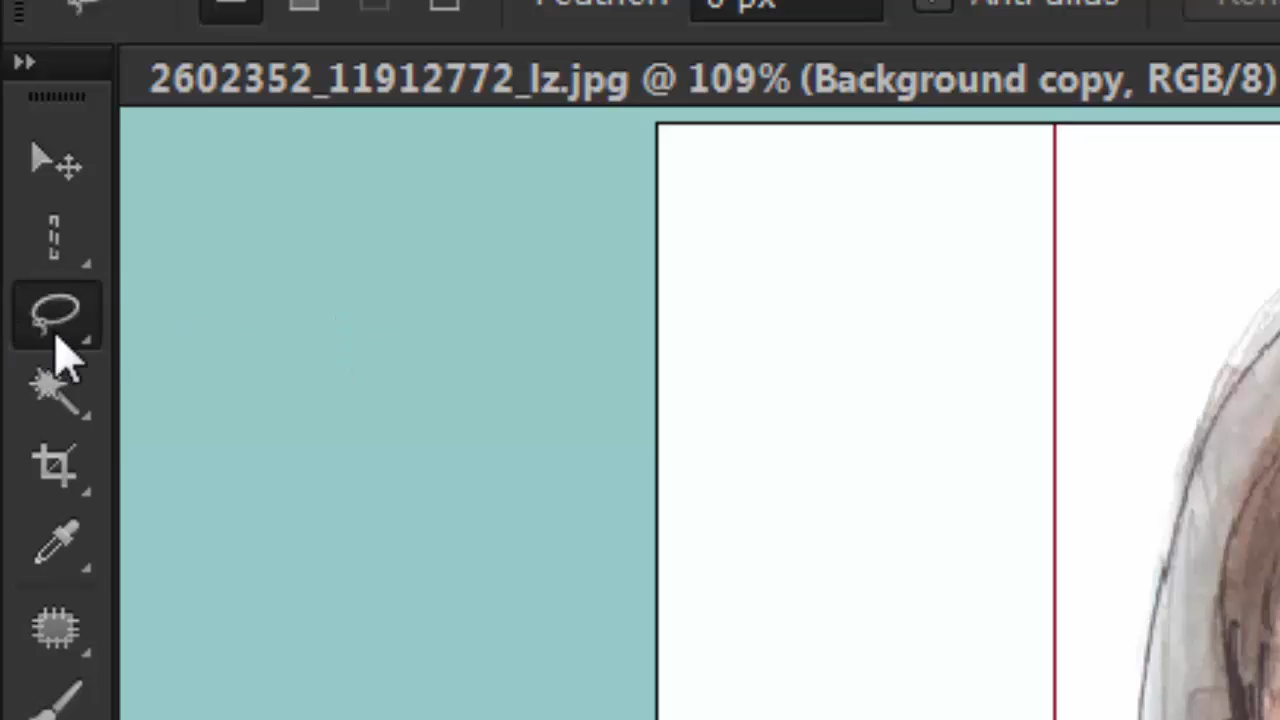 Feather: 0 px Anti-alias
2602352_11912772_lz.jpg @ 109% (Background copy, RGB/8)